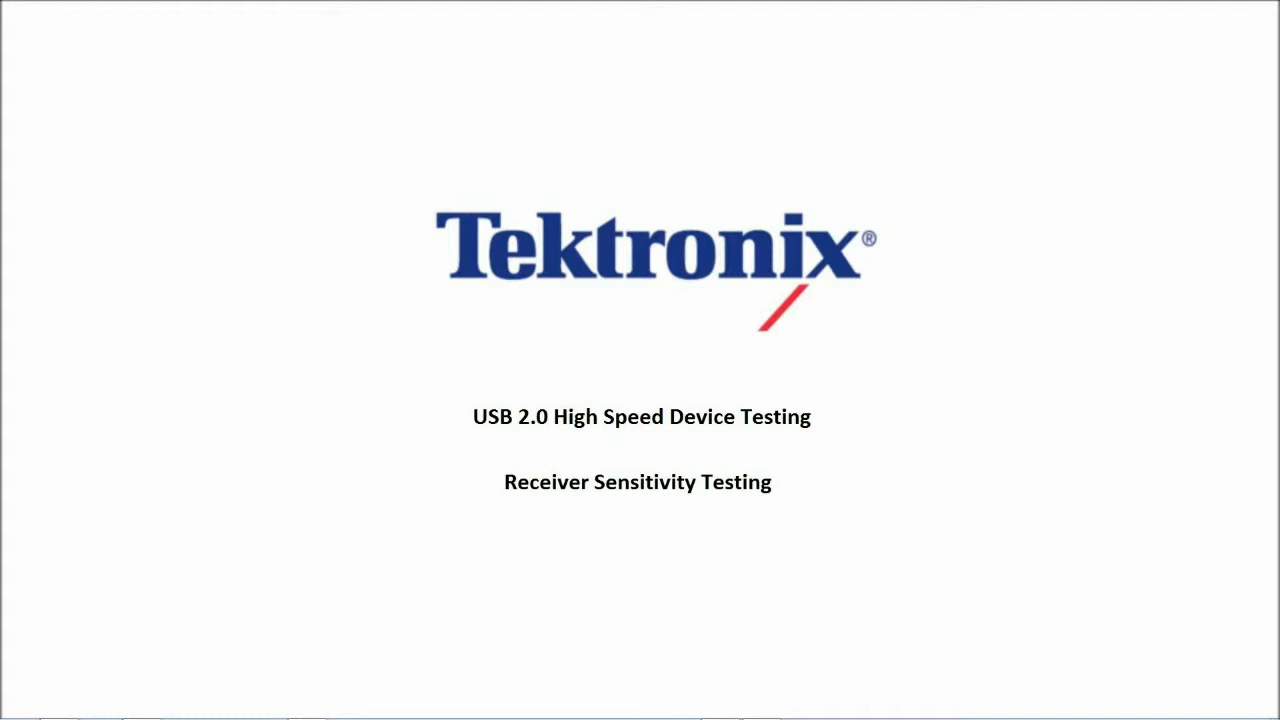 Tektronix®
USB 2.0 High Speed Device Testing
Receiver Sensitivity Testing